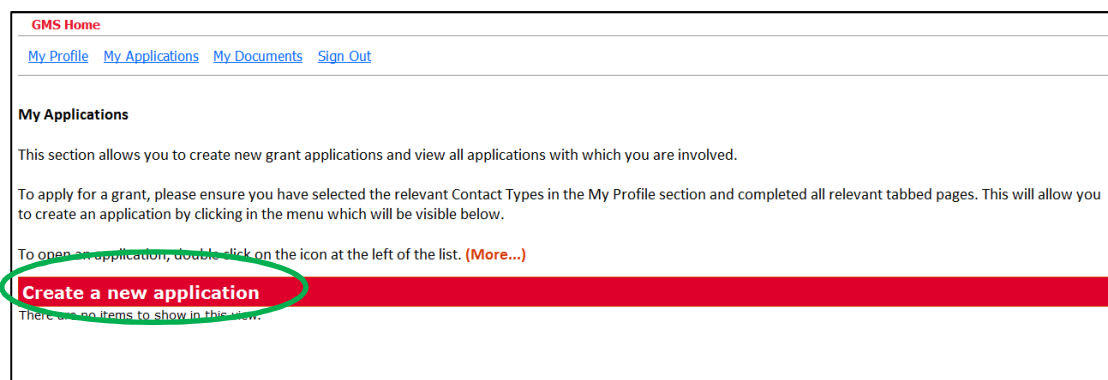 GMS Home
My Profile My Applications My Documents Sign Out
My Applications
This section allows you to create new grant applications and view all applications with which you are involved.
To apply for a grant, please ensure you have selected the relevant Contact Types in the My Profile section and completed all relevant tabbed pages. This will allow you
to create an application by clicking in the menu which will be visible below.
To open an application, double click on the icon at the left of the list. (More...)
Create a new application
There are no items to show in this view.